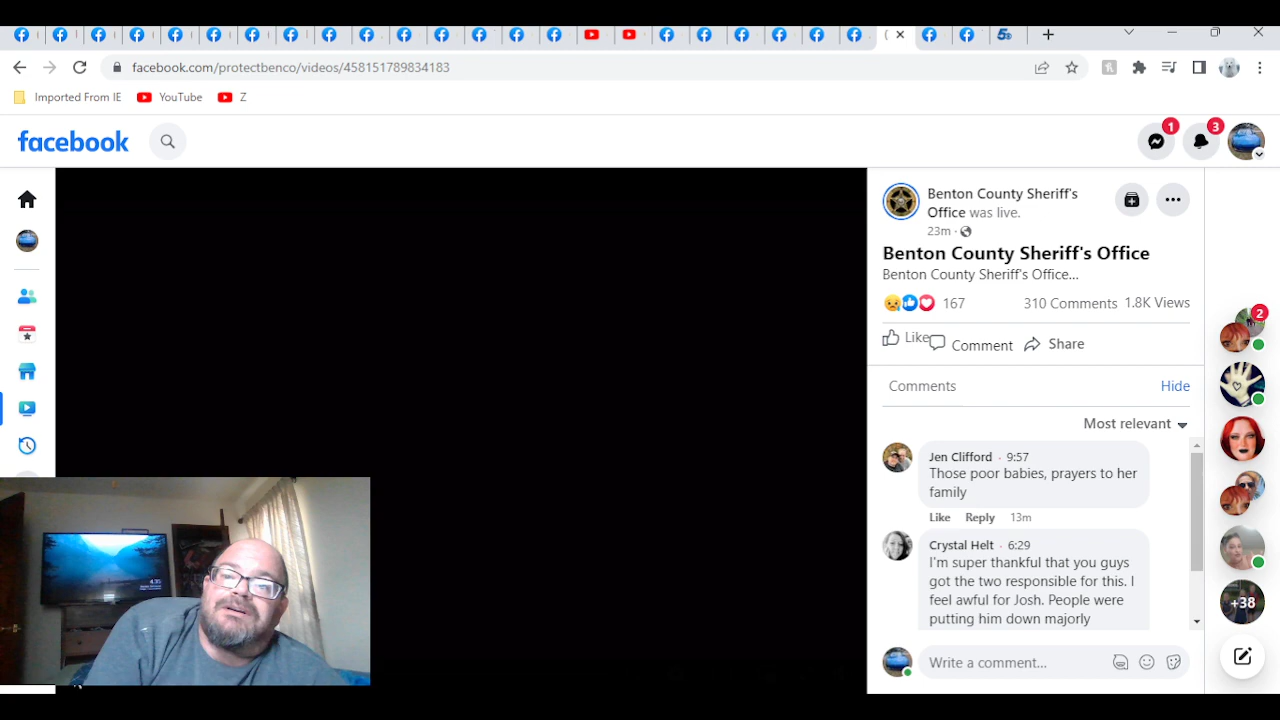 facebook.com/protectbenco/videos/458151789834183
Imported From IE YouTube Z
facebook
1 3
Benton County Sheriff's
Office was live.
23m ·
Benton County Sheriff's Office
Benton County Sheriff's Office...
167 310 Comments 1.8K Views
Like Comment Share
Comments Hide
Most relevant
Jen Clifford · 9:57
Those poor babies, prayers to her
family
Like Reply 13m
Crystal Helt · 6:29
I'm super thankful that you guys
got the two responsible for this. I
feel awful for Josh. People were
putting him down majorly
Write a comment...
2
+38